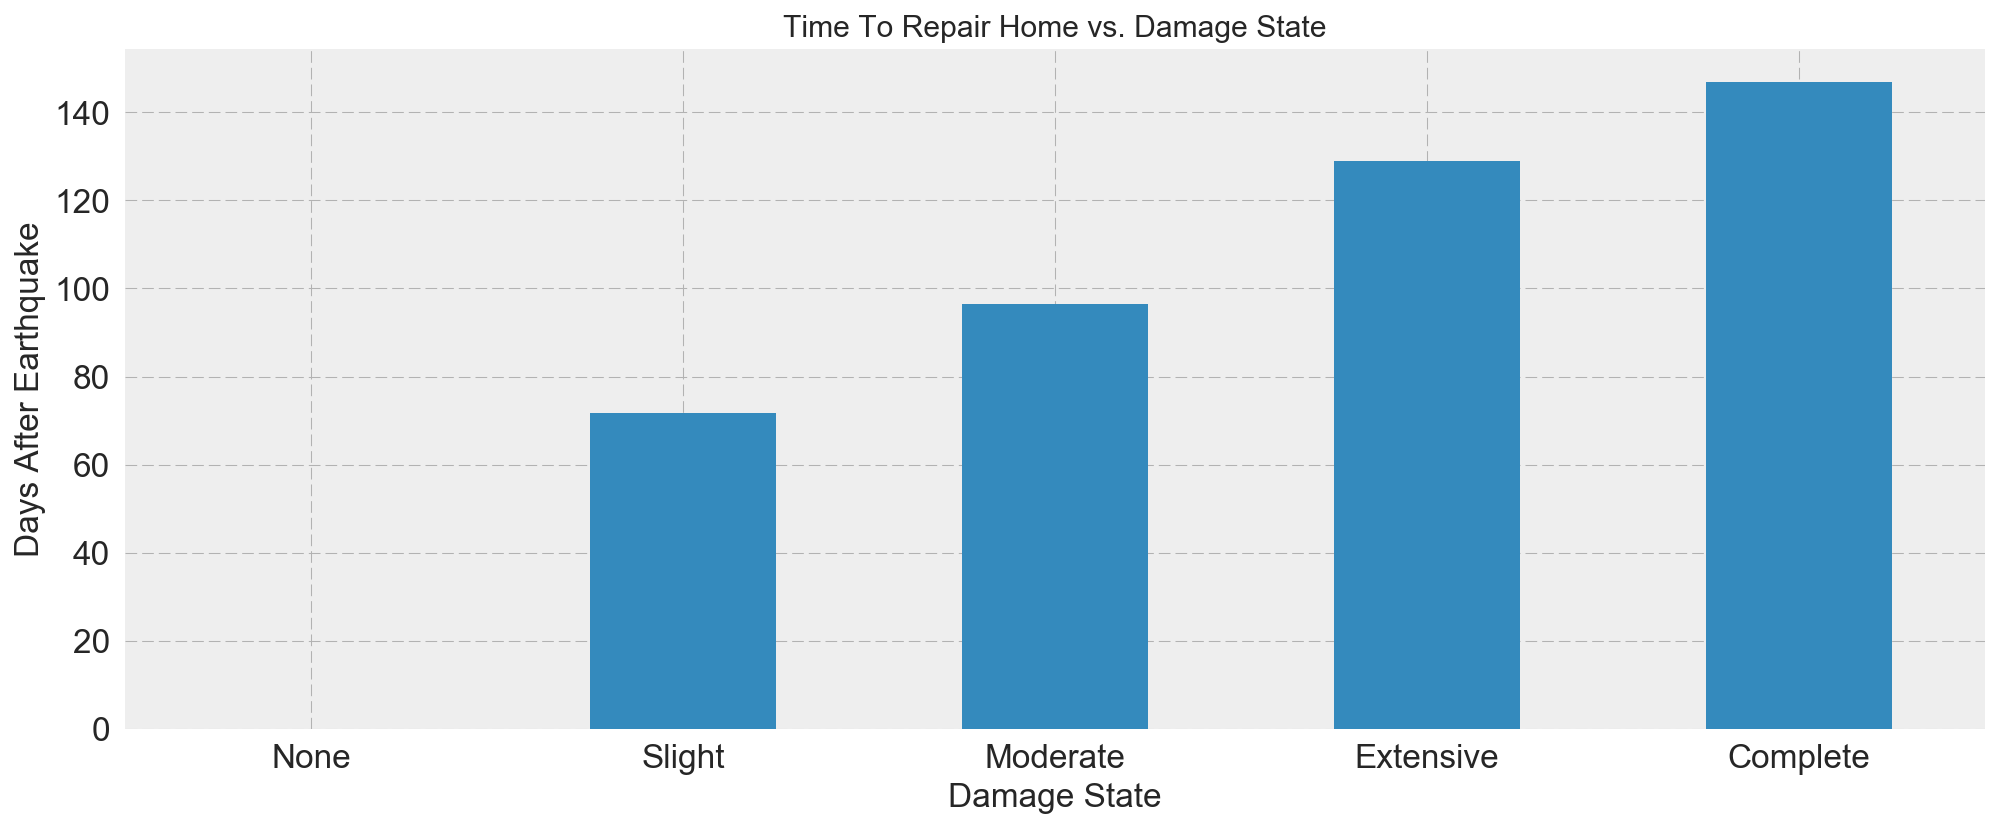 Time To Repair Home vs. Damage State
140
120
100
80
60
40
20
0
Days After Earthquake
None Slight Moderate Extensive Complete
Damage State